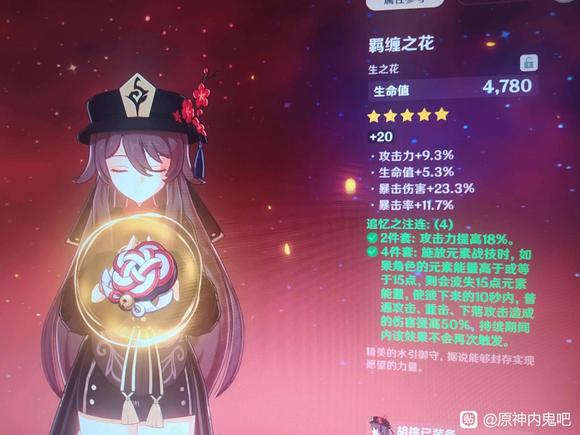 属性参考
羁缠之花
生之花
生命值 4,780
+20
·攻击力+9.3%
·生命值+5.3%
·暴击伤害+23.3%
·暴击率+11.7%
追忆之注连:(4)
2件套:攻击力提高18%。
4件套:施放元素战技时,如
果角色的元素能量高于或等
于15点,则会流失15点元素
能量,使接下来的10秒内,普
通攻击、重击、下落攻击造成
的伤害提高50%,持续期间
内该效果不会再次触发。
精美的水引御守,据说能够封存实现
愿望的力量。
胡桃已装备
贴 @原神内鬼吧